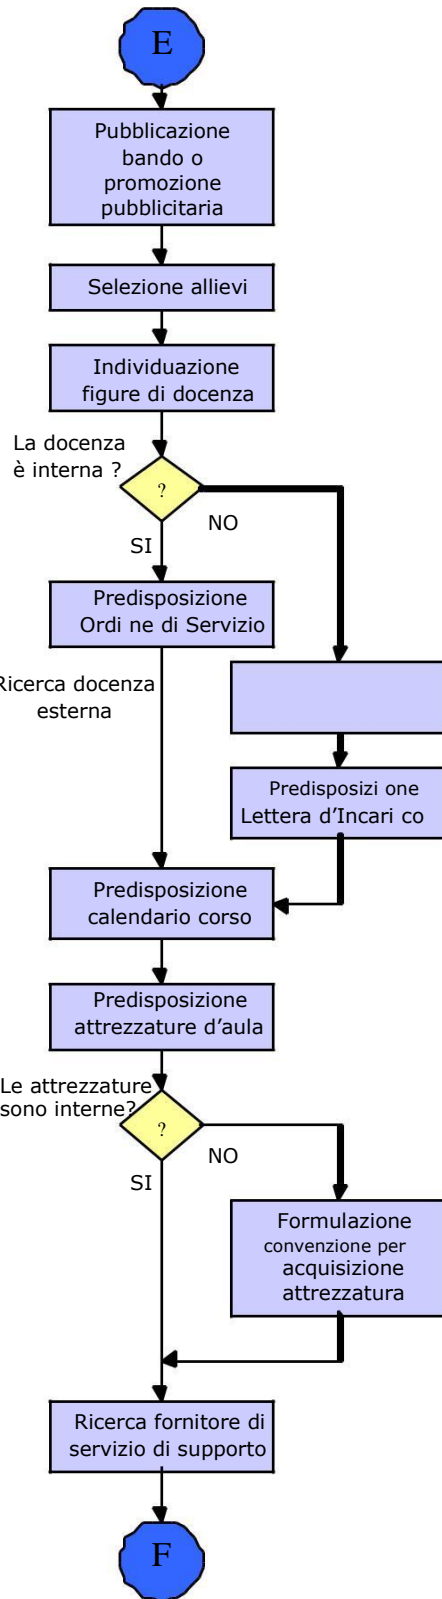 E
Pubblicazione
bando o
promozione
pubblicitaria
Selezione allievi
Individuazione
figure di docenza
La docenza
è interna ?
?
NO
SI
Predisposizione
Ordi ne di Servizio
Ricerca docenza
esterna
Predisposizi one
Lettera d’Incari co
Predisposizione
calendario corso
Predisposizione
attrezzature d’aula
Le attrezzature
sono interne?
?
NO
SI
Formulazione
convenzione per
acquisizione
attrezzatura
Ricerca fornitore di
servizio di supporto
F